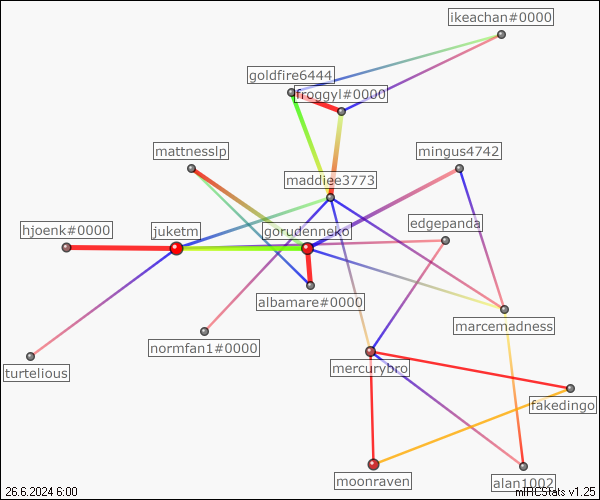 ikeachan#0000
goldfire6444
froggyl#0000
mattnesslp
mingus4742
maddiee3773
hjoenk#0000
juketm
gorudenneko
edgepanda
albamare#0000
marcemadness
normfan1#0000
turtelious
mercurybro
fakedingo
moonraven
alan1002
26.6.2024 6:00
mIRCStats v1.25